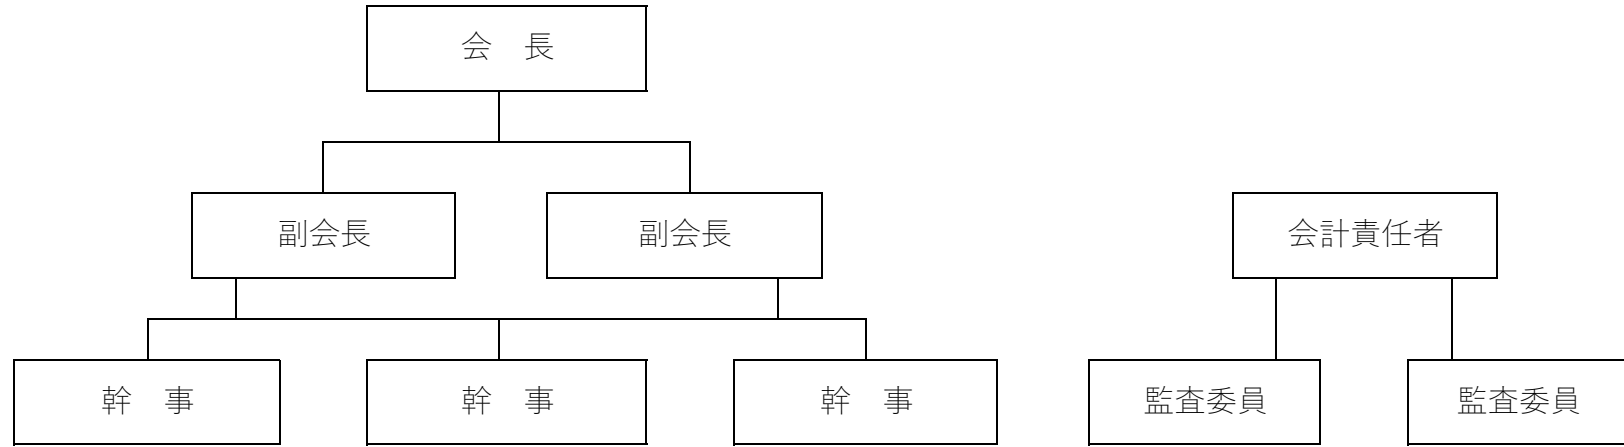 会　長
副会長
副会長
会計責任者
幹　事
幹　事
幹　事
監査委員
監査委員